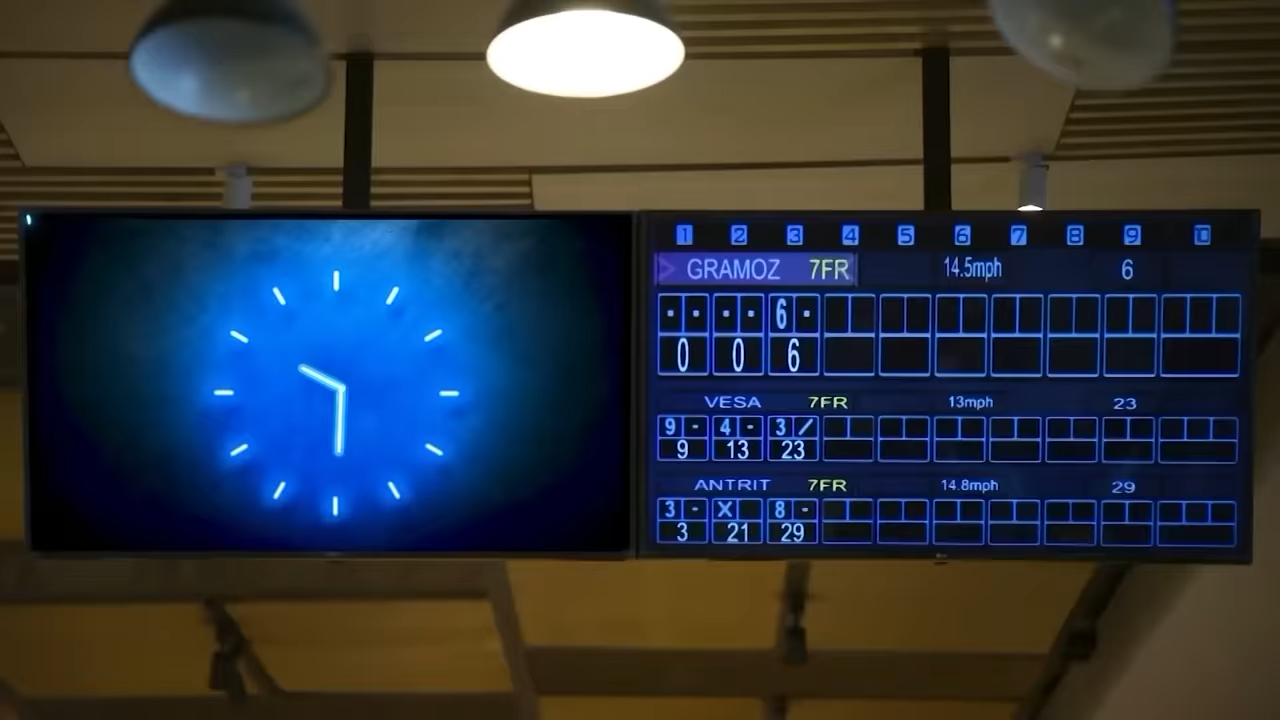 1 2 3 4 5 6 7 8 9 10
> GRAMOZ 7FR 14.5mph 6
· · · · 6 ·
0 0 6
VESA 7FR 13mph 23
9 - 4 - 3 /
9 13 23
ANTRIT 7FR 14.8mph 29
3 - X 8 -
3 21 29